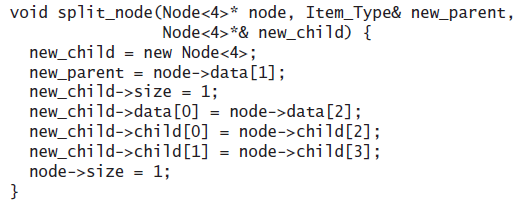 void split_node(Node<4>* node, Item_Type& new_parent,
                Node<4>*& new_child) {
  new_child = new Node<4>;
  new_parent = node->data[1];
  new_child->size = 1;
  new_child->data[0] = node->data[2];
  new_child->child[0] = node->child[2];
  new_child->child[1] = node->child[3];
  node->size = 1;
}